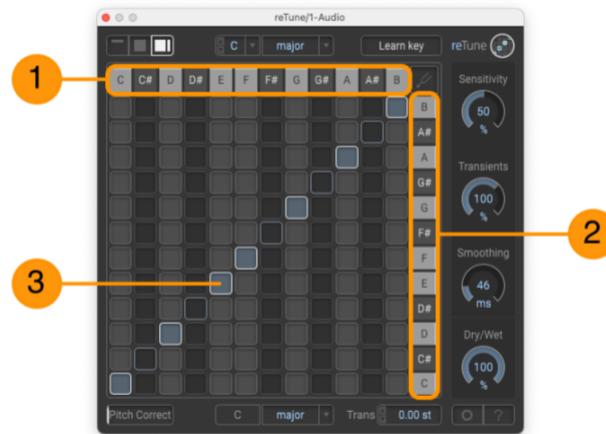 reTune/1-Audio
C major Learn key reTune
1 C C# D D# E F F# G G# A A# B
Sensitivity
50
%
B
A#
A
G#
G
F#
F
E
D#
D
C#
C
2
Transients
100
%
3
Smoothing
46
ms
Dry/Wet
100
%
Pitch Correct C major Trans 0.00 st ?